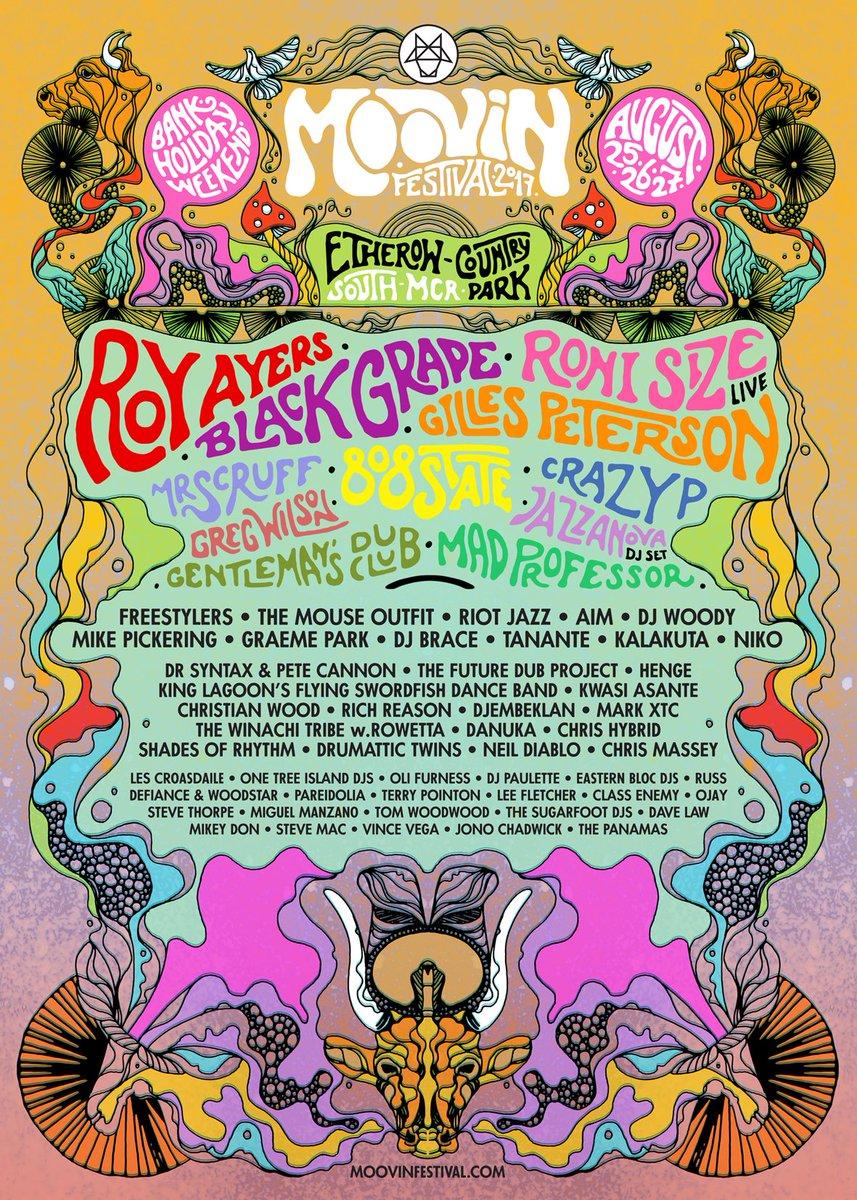 BANK HOLIDAY WEEKEND
MOOVIN
FESTIVAL·2017.
AUGUST.
25.26.27.
ETHEROW-COUNTRY
SOUTH·MCR·PARK
ROY AYERS·BLACK GRAPE·RONI SIZE LIVE
·GILLES PETERSON
MR SCRUFF·808 STATE·CRAZY P
GREG WILSON·JAZZANOVA DJ SET
·GENTLEMAN'S DUB CLUB·MAD PROFESSOR·
FREESTYLERS • THE MOUSE OUTFIT • RIOT JAZZ • AIM • DJ WOODY
MIKE PICKERING • GRAEME PARK • DJ BRACE • TANANTE • KALAKUTA • NIKO
DR SYNTAX & PETE CANNON • THE FUTURE DUB PROJECT • HENGE
KING LAGOON'S FLYING SWORDFISH DANCE BAND • KWASI ASANTE
CHRISTIAN WOOD • RICH REASON • DJEMBEKLAN • MARK XTC
THE WINACHI TRIBE w.ROWETTA • DANUKA • CHRIS HYBRID
SHADES OF RHYTHM • DRUMATTIC TWINS • NEIL DIABLO • CHRIS MASSEY
LES CROASDAILE • ONE TREE ISLAND DJS • OLI FURNESS • DJ PAULETTE • EASTERN BLOC DJS • RUSS
DEFIANCE & WOODSTAR • PAREIDOLIA • TERRY POINTON • LEE FLETCHER • CLASS ENEMY • OJAY
STEVE THORPE • MIGUEL MANZANO • TOM WOODWOOD • THE SUGARFOOT DJS • DAVE LAW
MIKEY DON • STEVE MAC • VINCE VEGA • JONO CHADWICK • THE PANAMAS
MOOVINFESTIVAL.COM